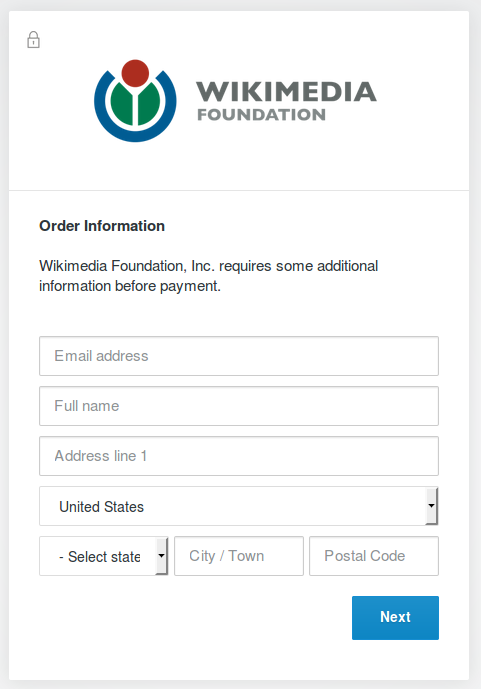 WIKIMEDIA
FOUNDATION
Order Information
Wikimedia Foundation, Inc. requires some additional
information before payment.
Email address
Full name
Address line 1
United States
- Select state
City / Town
Postal Code
Next